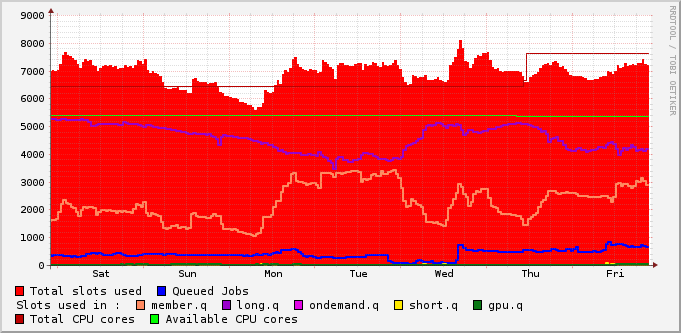 9000
8000
7000
6000
5000
4000
3000
2000
1000
0
Sat Sun Mon Tue Wed Thu Fri
RRDTOOL / TOBI OETIKER
Total slots used Queued Jobs
Slots used in : member.q long.q ondemand.q short.q gpu.q
Total CPU cores Available CPU cores